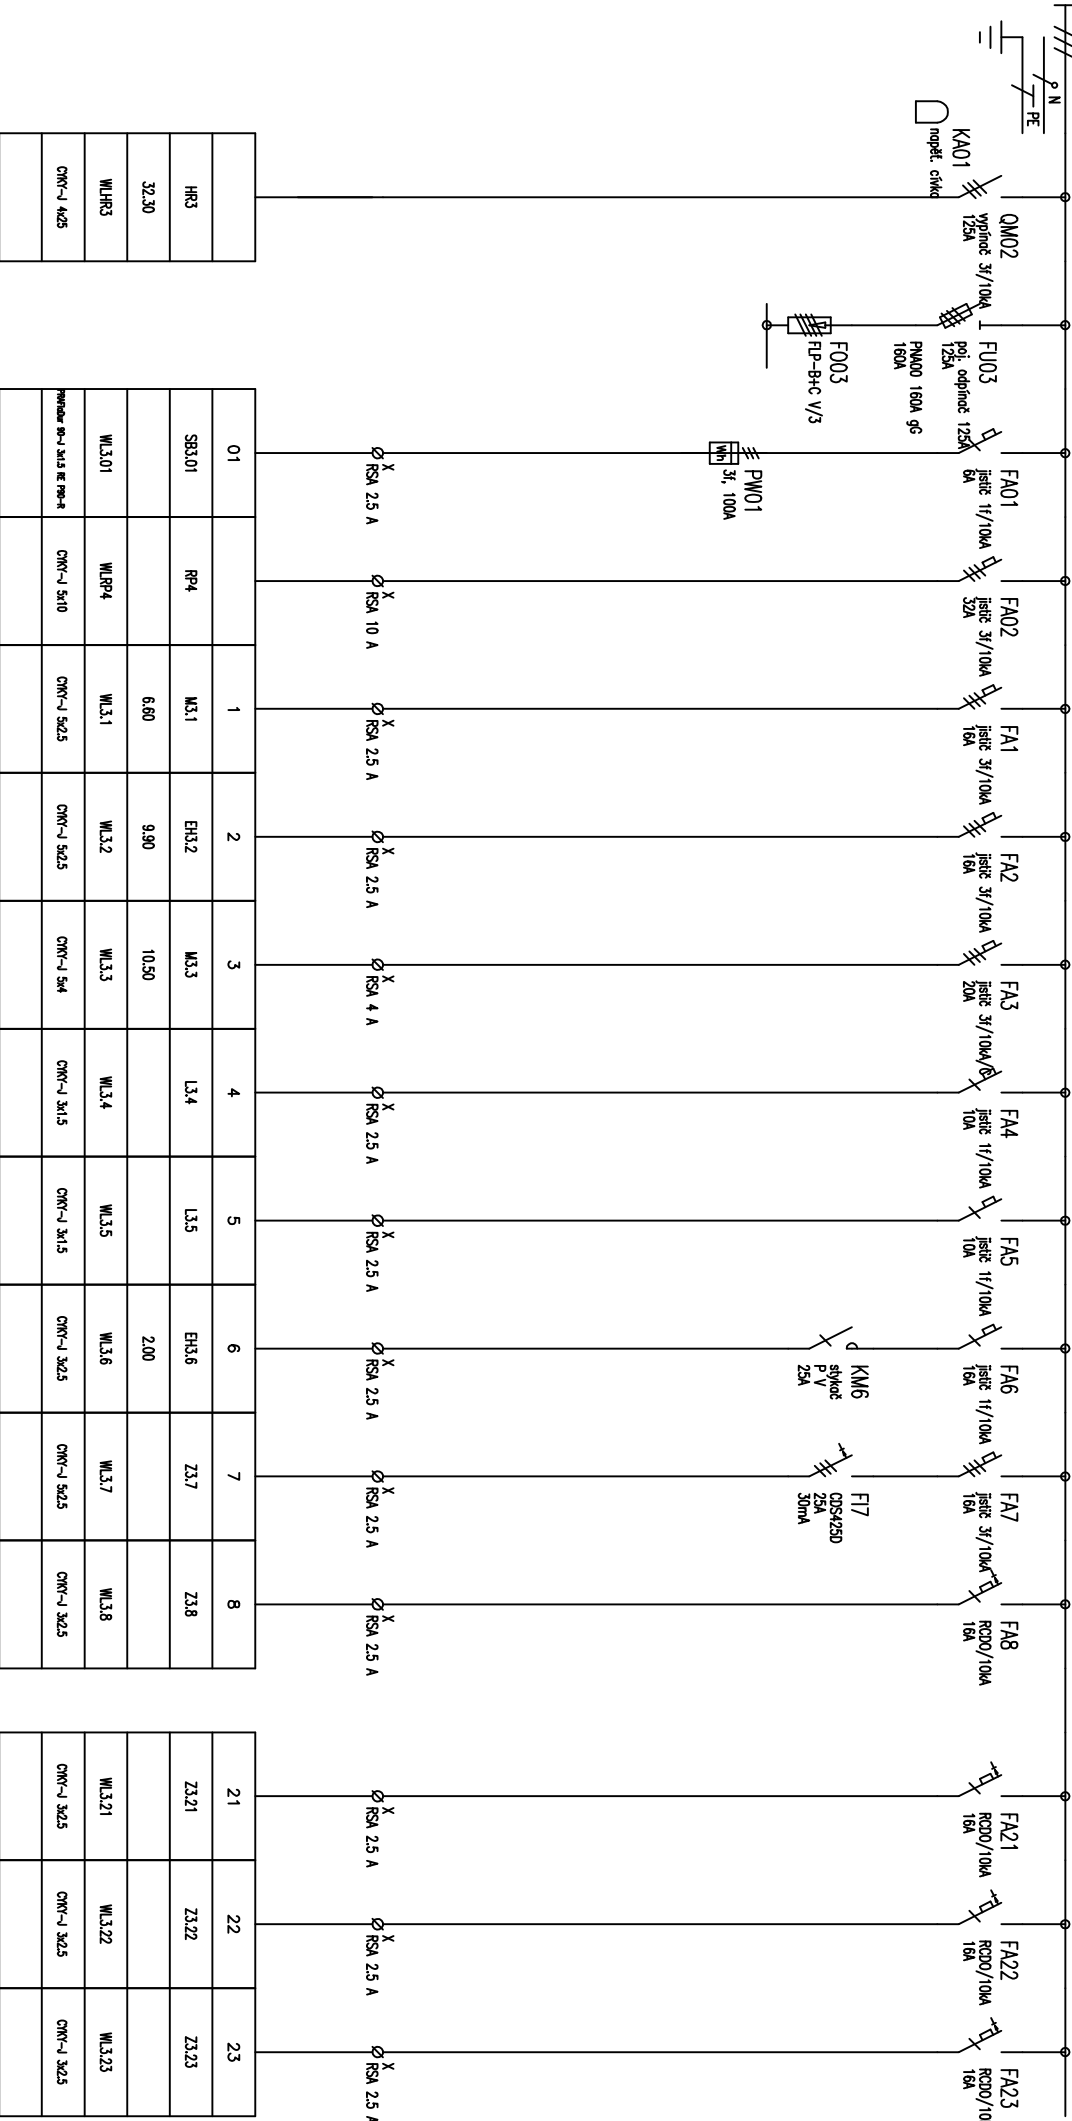 N
PE
KA01
napěť. cívka
QM02
vypínač 3f/10kA
125A
FU03
poj. odpínač 125A
125A
PNA00 160A gG
160A
FO03
FLP-B+C V/3
FA01
jistič 1f/10kA
6A
PW01
3f, 100A
Wh
FA02
jistič 3f/10kA
32A
FA1
jistič 3f/10kA
16A
FA2
jistič 3f/10kA
16A
FA3
jistič 3f/10kA/C
20A
FA4
jistič 1f/10kA
10A
FA5
jistič 1f/10kA
10A
FA6
jistič 1f/10kA
16A
KM6
stykač
P V
25A
FA7
jistič 3f/10kA
16A
FI7
CDS425D
25A
30mA
FA8
RCDO/10kA
16A
FA21
RCDO/10kA
16A
FA22
RCDO/10kA
16A
FA23
RCDO/10
16A
X
RSA 2.5 A
X
RSA 10 A
X
RSA 2.5 A
X
RSA 2.5 A
X
RSA 4 A
X
RSA 2.5 A
X
RSA 2.5 A
X
RSA 2.5 A
X
RSA 2.5 A
X
RSA 2.5 A
X
RSA 2.5 A
X
RSA 2.5 A
X
RSA 2.5 A
01 1 2 3 4 5 6 7 8 21 22 23
HR3 SB3.01 RP4 M3.1 EH3.2 M3.3 L3.4 L3.5 EH3.6 Z3.7 Z3.8 Z3.21 Z3.22 Z3.23
32.30 6.60 9.90 10.50 2.00
WLHR3 WL3.01 WLRP4 WL3.1 WL3.2 WL3.3 WL3.4 WL3.5 WL3.6 WL3.7 WL3.8 WL3.21 WL3.22 WL3.23
CYKY-J 4x25 90-J 3x1.5 RE P90-R CYKY-J 5x10 CYKY-J 5x2.5 CYKY-J 5x2.5 CYKY-J 5x4 CYKY-J 3x1.5 CYKY-J 3x1.5 CYKY-J 3x2.5 CYKY-J 5x2.5 CYKY-J 3x2.5 CYKY-J 3x2.5 CYKY-J 3x2.5 CYKY-J 3x2.5